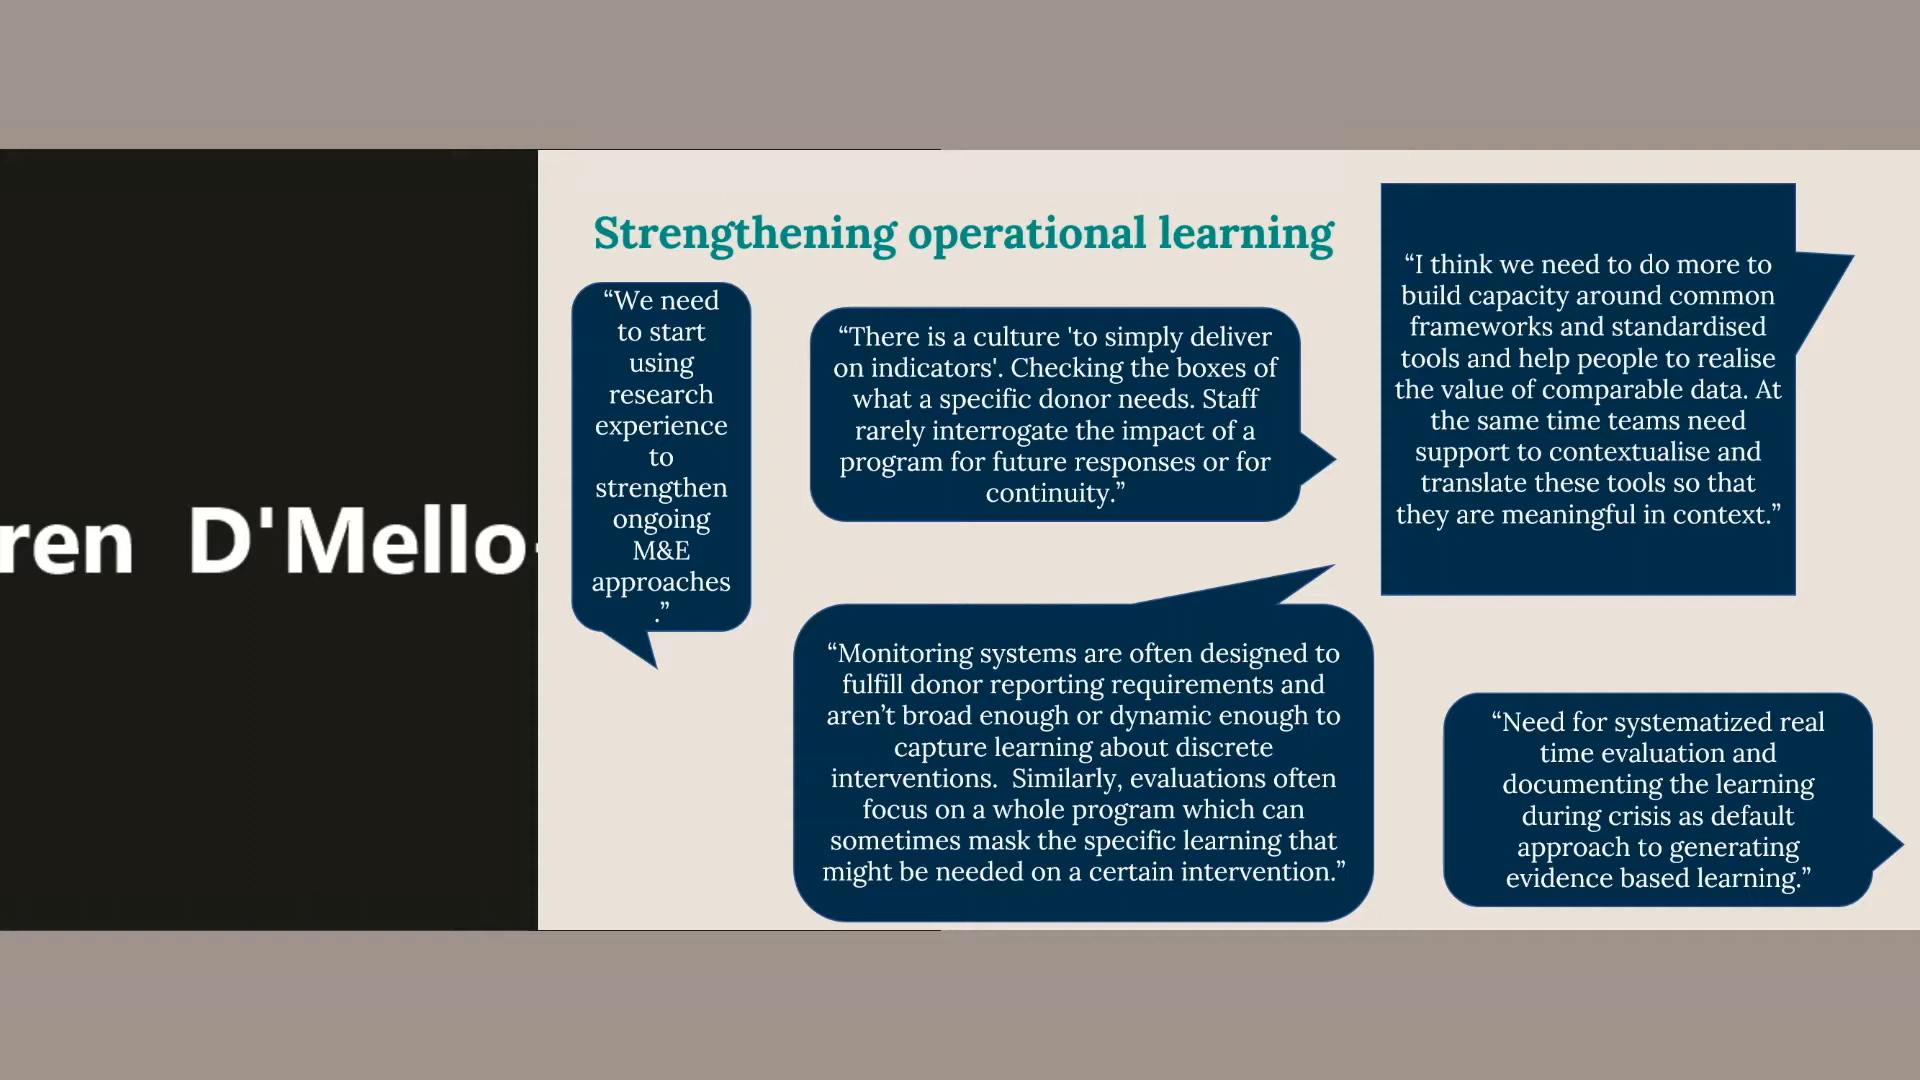 ren D'Mello
Strengthening operational learning
“We need
to start
using
research
experience
to
strengthen
ongoing
M&E
approaches
.”
“There is a culture 'to simply deliver
on indicators'. Checking the boxes of
what a specific donor needs. Staff
rarely interrogate the impact of a
program for future responses or for
continuity.”
“I think we need to do more to
build capacity around common
frameworks and standardised
tools and help people to realise
the value of comparable data. At
the same time teams need
support to contextualise and
translate these tools so that
they are meaningful in context.”
“Monitoring systems are often designed to
fulfill donor reporting requirements and
aren’t broad enough or dynamic enough to
capture learning about discrete
interventions.  Similarly, evaluations often
focus on a whole program which can
sometimes mask the specific learning that
might be needed on a certain intervention.”
“Need for systematized real
time evaluation and
documenting the learning
during crisis as default
approach to generating
evidence based learning.”